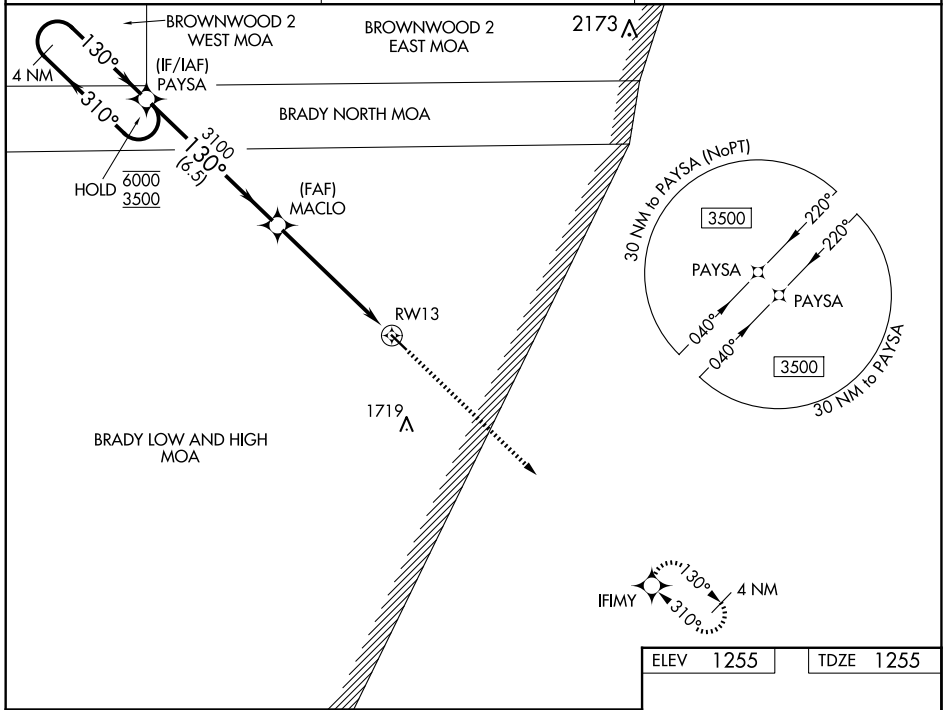 BROWNWOOD 2
WEST MOA
BROWNWOOD 2
EAST MOA
2173
130°
4 NM
(IF/IAF)
PAYSA
310°
BRADY NORTH MOA
3100
130°
(6.5)
HOLD
6000
3500
(FAF)
MACLO
RW13
1719
BRADY LOW AND HIGH
MOA
30 NM to PAYSA (NoPT)
3500
220°
220°
PAYSA
PAYSA
040°
040°
3500
30 NM to PAYSA
IFIMY
130°
310°
4 NM
ELEV 1255
TDZE 1255